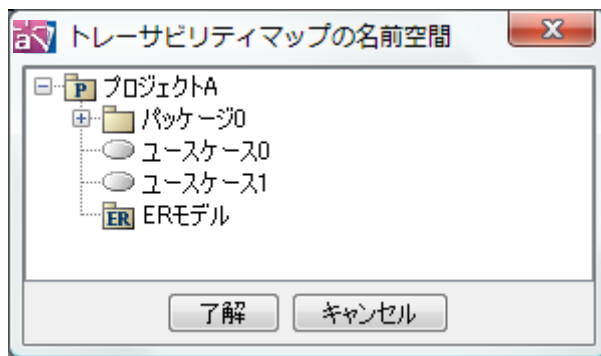 トレーサビリティマップの名前空間
プロジェクトA
パッケージ0
ユースケース0
ユースケース1
ERモデル
了解 キャンセル